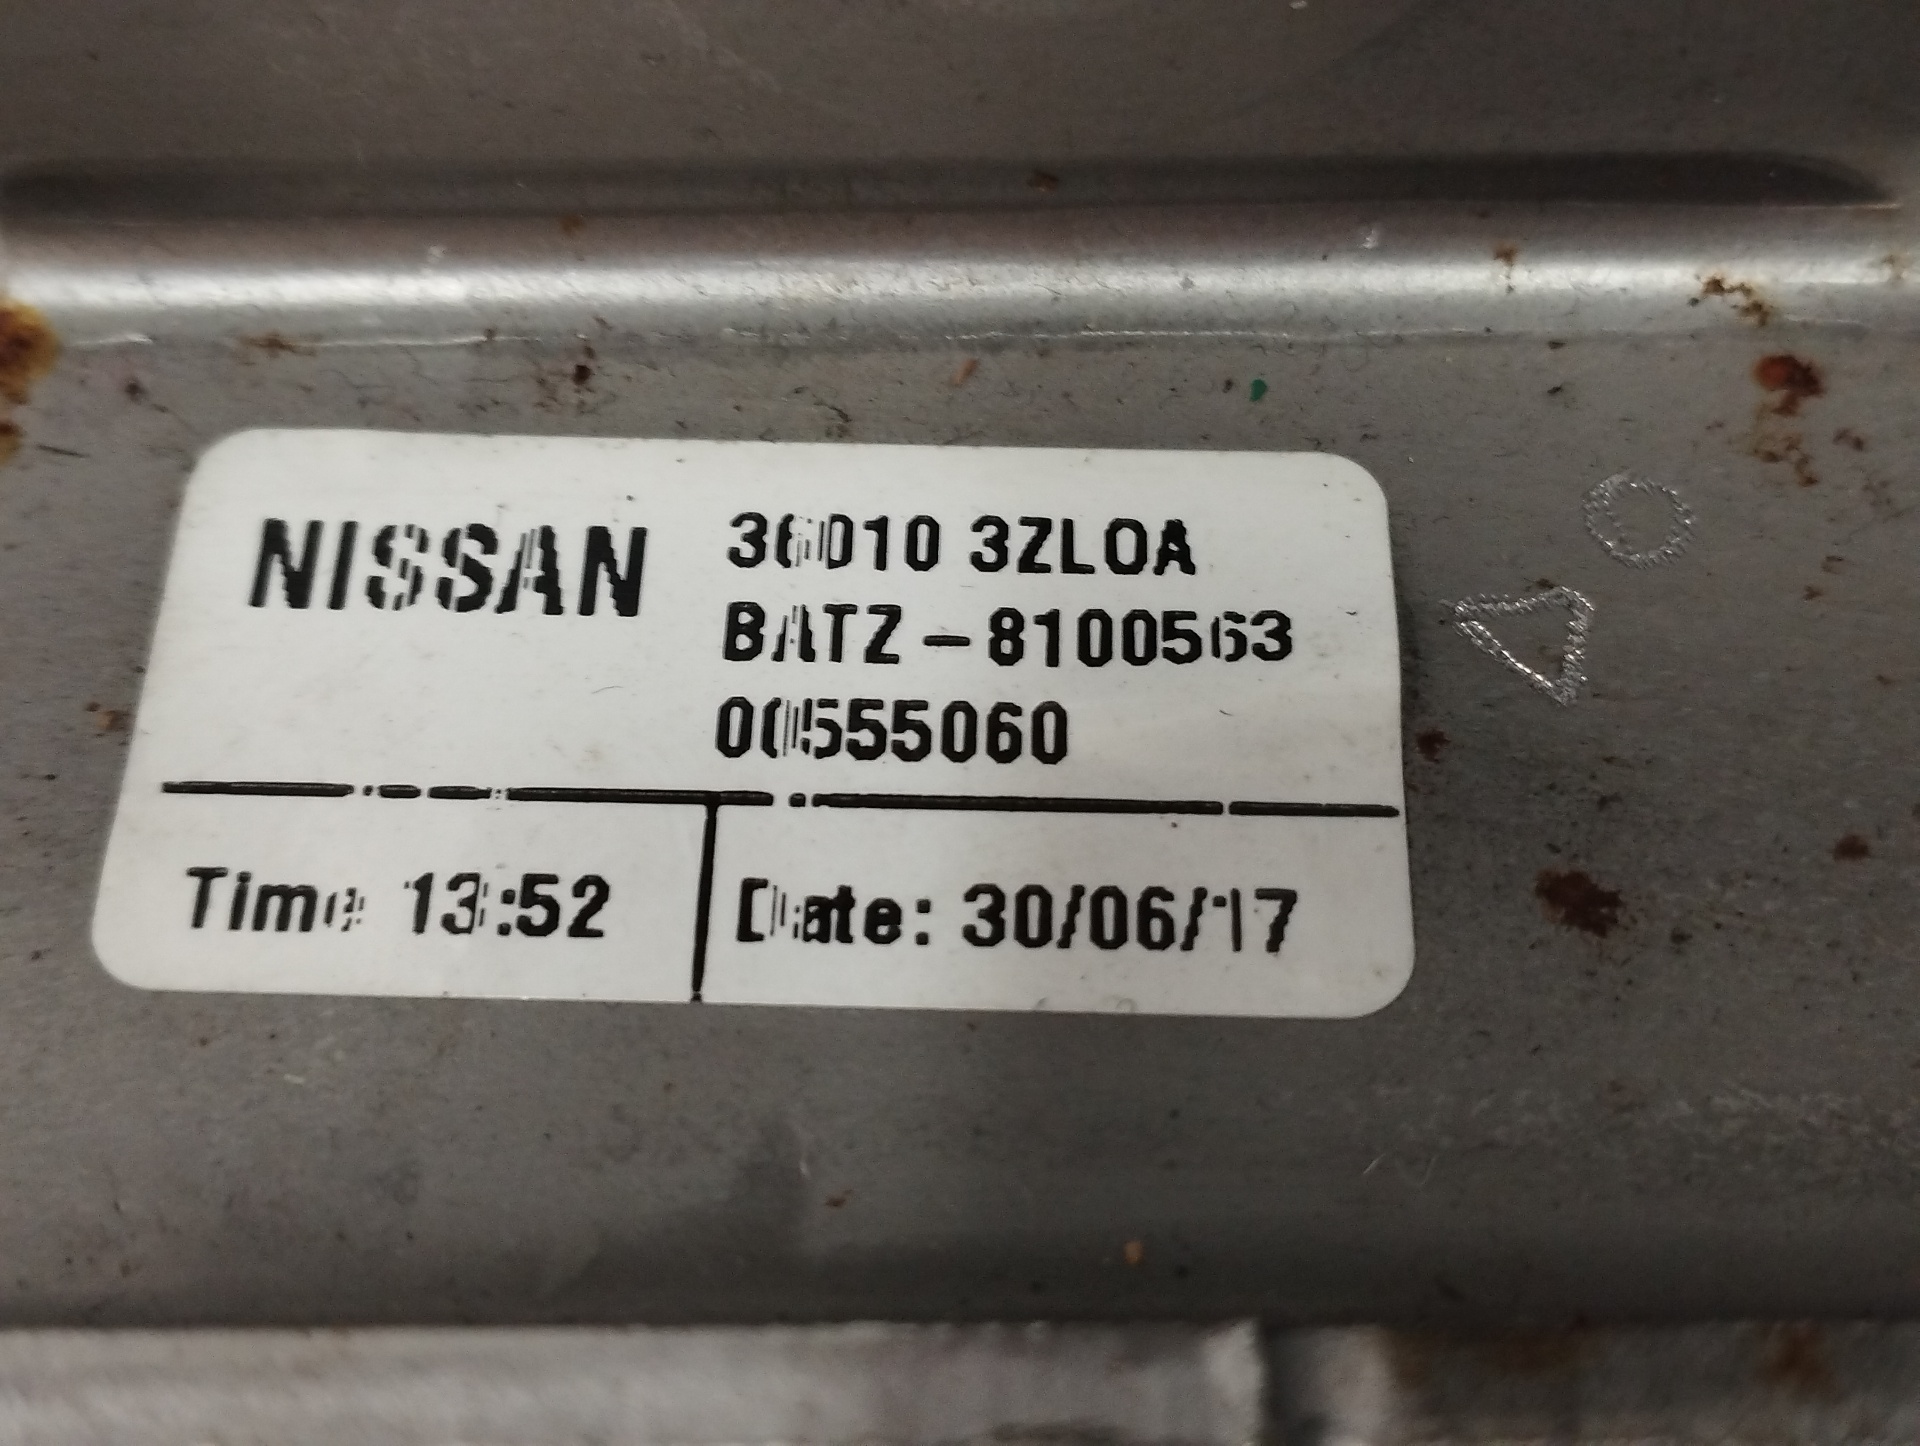 NISSAN
36010 3ZL0A
BATZ-8100563
00555060
Time 13:52
Date: 30/06/17